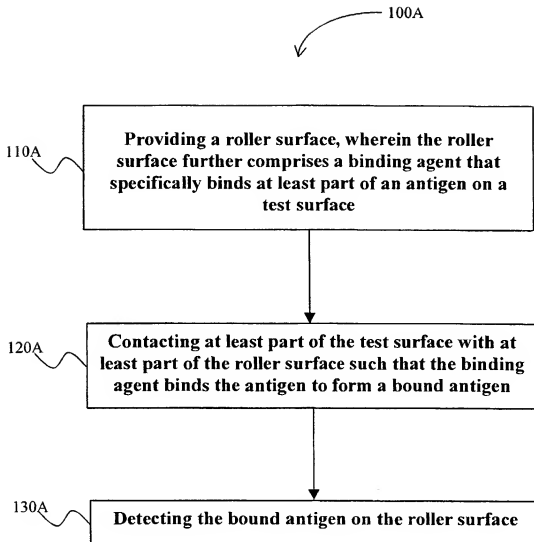 100A
110A
Providing a roller surface, wherein the roller
surface further comprises a binding agent that
specifically binds at least part of an antigen on a
test surface
120A
Contacting at least part of the test surface with at
least part of the roller surface such that the binding
agent binds the antigen to form a bound antigen
130A
Detecting the bound antigen on the roller surface